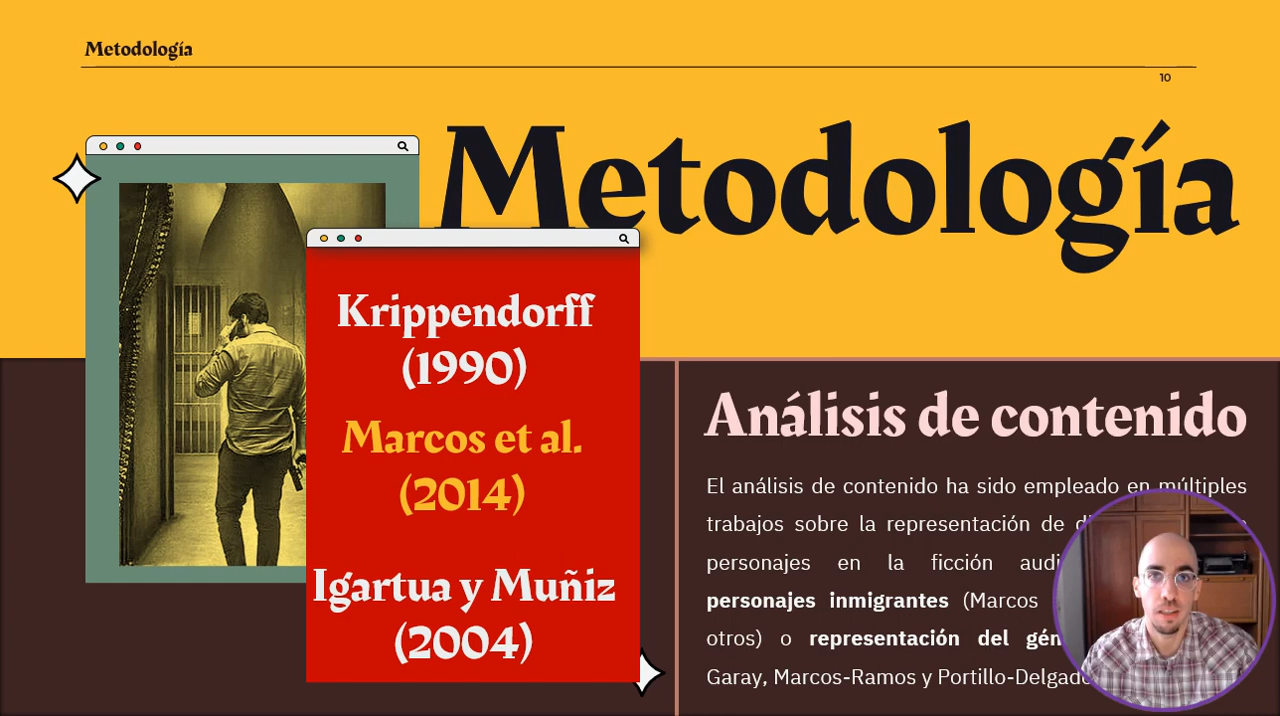 Metodología
10
Metodología
Krippendorff
(1990)
Marcos et al.
(2014)
Igartua y Muñiz
(2004)
Análisis de contenido
El análisis de contenido ha sido empleado en múltiples
trabajos sobre la representación de
personajes en la ficción
personajes inmigrantes (Marcos
otros) o representación del
Garay, Marcos-Ramos y Portillo-Delgado